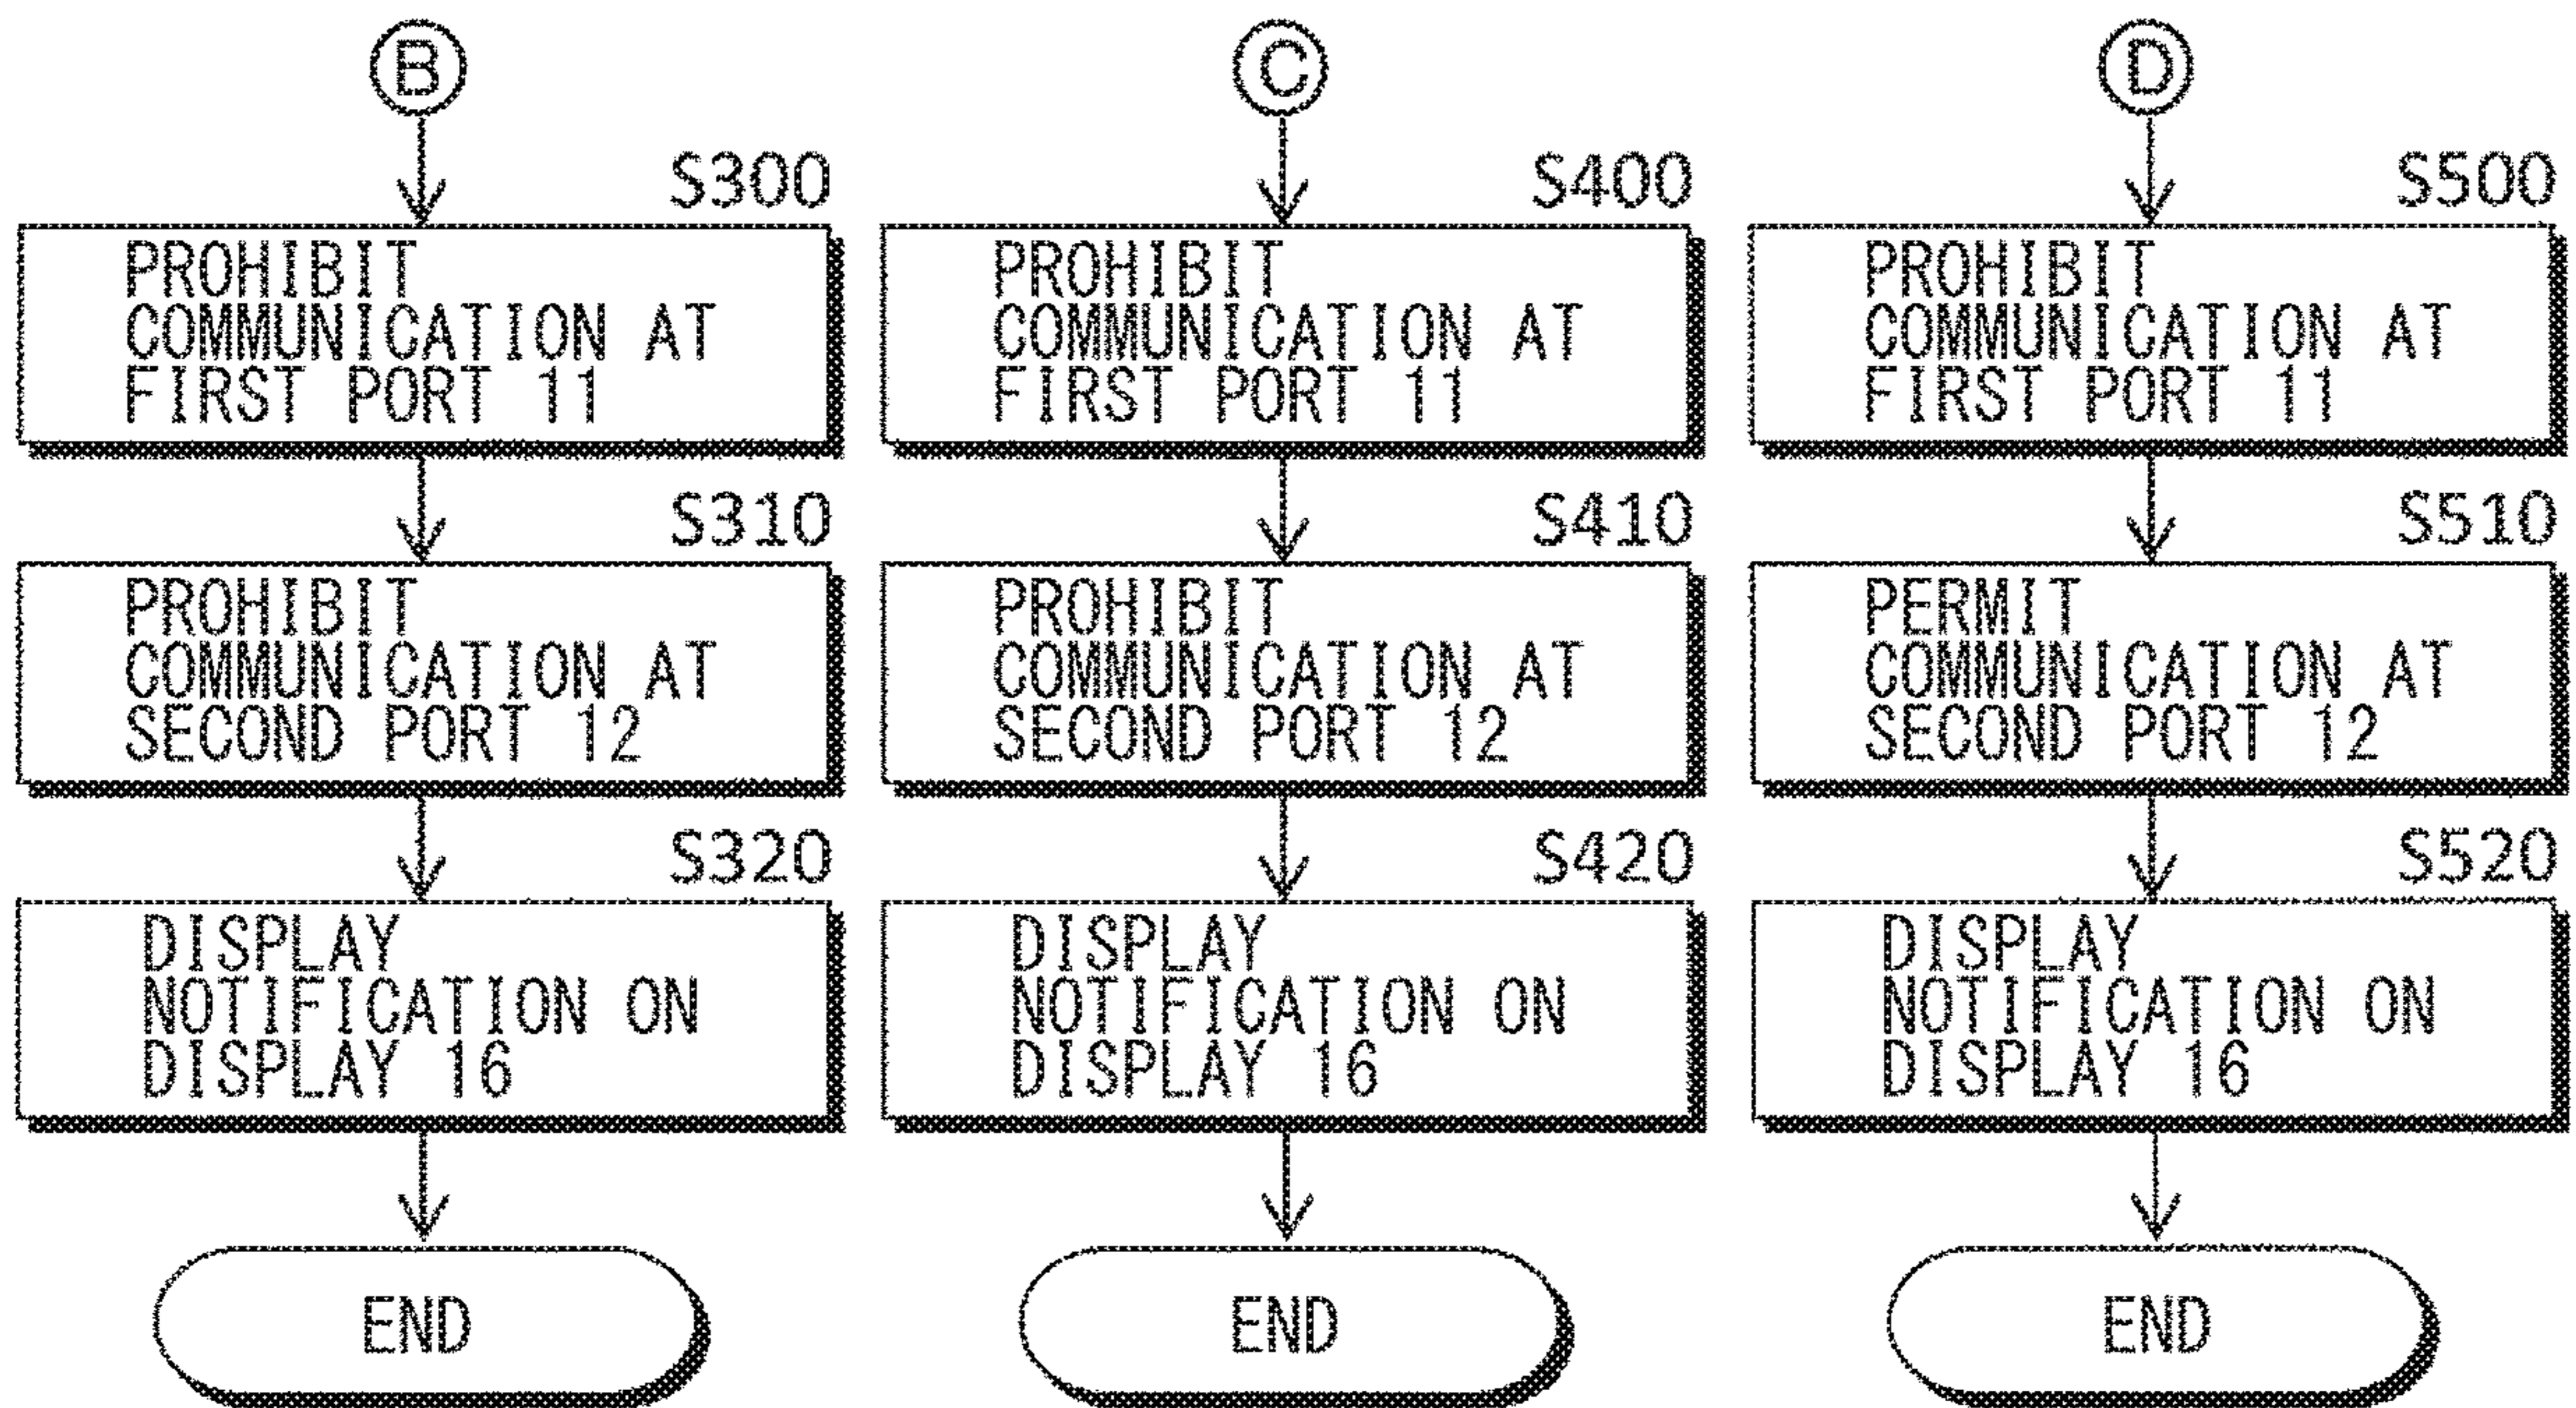 B
S300
PROHIBIT
COMMUNICATION AT
FIRST PORT 11
S310
PROHIBIT
COMMUNICATION AT
SECOND PORT 12
S320
DISPLAY
NOTIFICATION ON
DISPLAY 16
END
C
S400
PROHIBIT
COMMUNICATION AT
FIRST PORT 11
S410
PROHIBIT
COMMUNICATION AT
SECOND PORT 12
S420
DISPLAY
NOTIFICATION ON
DISPLAY 16
END
D
S500
PROHIBIT
COMMUNICATION AT
FIRST PORT 11
S510
PERMIT
COMMUNICATION AT
SECOND PORT 12
S520
DISPLAY
NOTIFICATION ON
DISPLAY 16
END